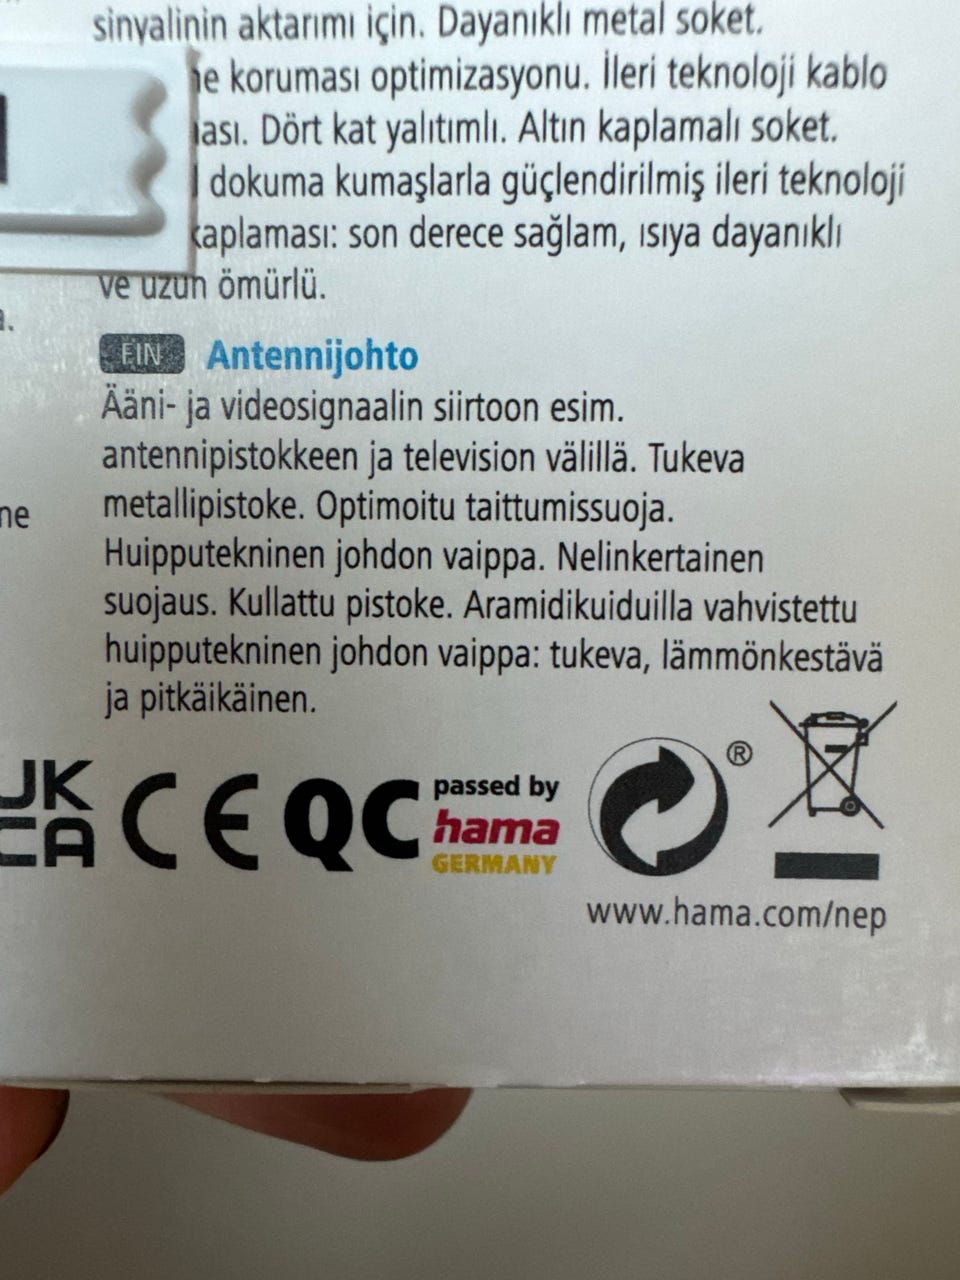 sinyalinin aktarımı için. Dayanıklı metal soket.
koruması optimizasyonu. İleri teknoloji kablo
Dört kat yalıtımlı. Altın kaplamalı soket.
dokuma kumaşlarla güçlendirilmiş ileri teknoloji
kaplaması: son derece sağlam, ısıya dayanıklı
ve uzun ömürlü.
FIN Antennijohto
Ääni- ja videosignaalin siirtoon esim.
antennipistokkeen ja television välillä. Tukeva
metallipistoke. Optimoitu taittumissuoja.
Huipputekninen johdon vaippa. Nelinkertainen
suojaus. Kullattu pistoke. Aramidikuiduilla vahvistettu
huipputekninen johdon vaippa: tukeva, lämmönkestävä
ja pitkäikäinen.
UK
CA
CE
QC
passed by
hama
GERMANY
®
www.hama.com/nep